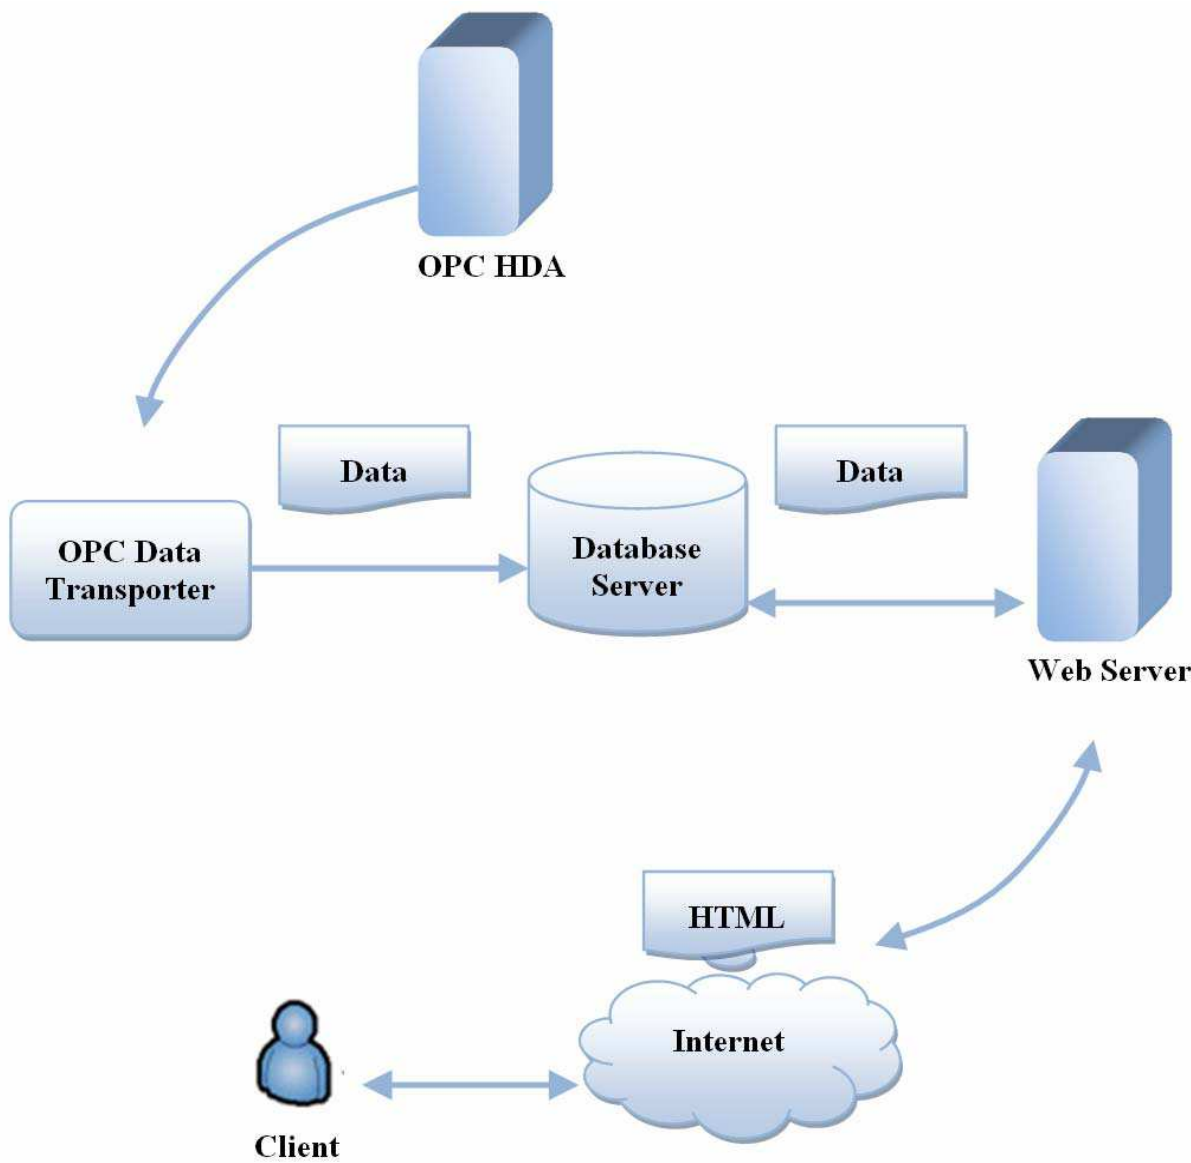 OPC HDA
Data
Data
OPC Data
Transporter
Database
Server
Web Server
HTML
Internet
Client